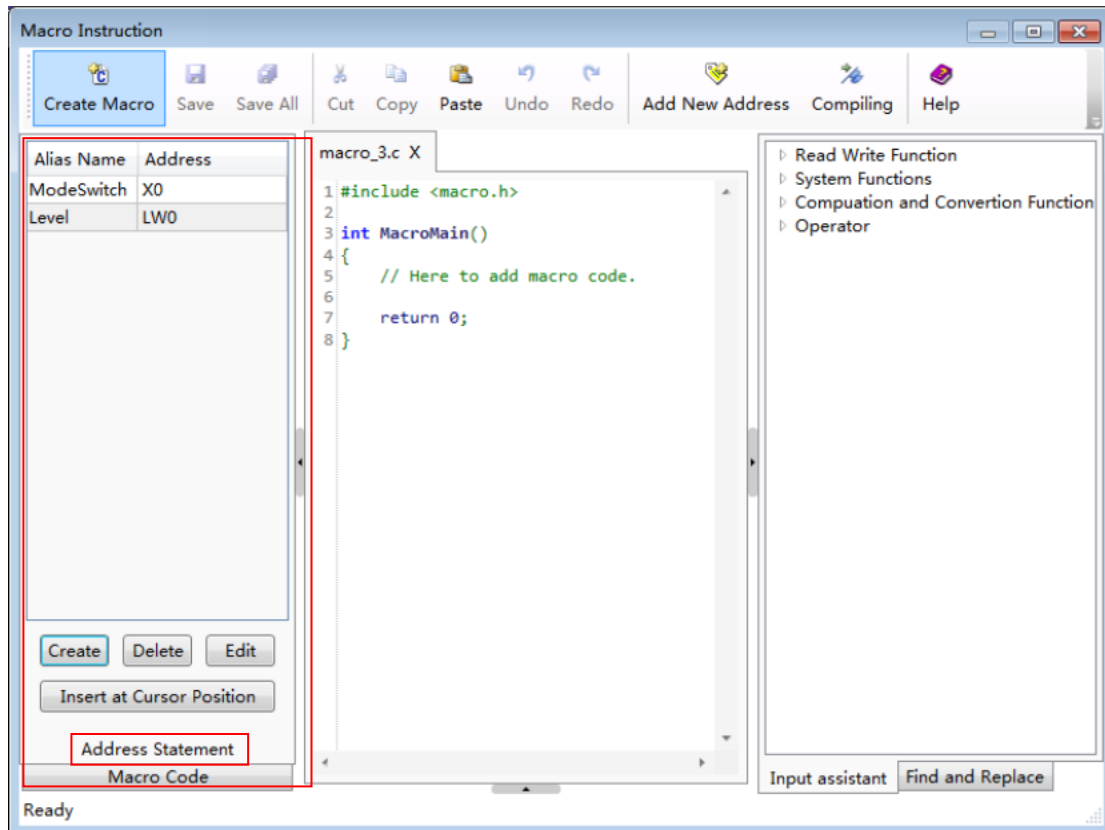 Macro Instruction
Create Macro Save Save All Cut Copy Paste Undo Redo Add New Address Compiling Help
Alias Name Address
ModeSwitch X0
Level LW0
Create Delete Edit
Insert at Cursor Position
Address Statement
Macro Code
macro_3.c X
1 #include <macro.h>
2
3 int MacroMain()
4 {
5 // Here to add macro code.
6
7 return 0;
8 }
Read Write Function
System Functions
Compuation and Convertion Function
Operator
Input assistant Find and Replace
Ready